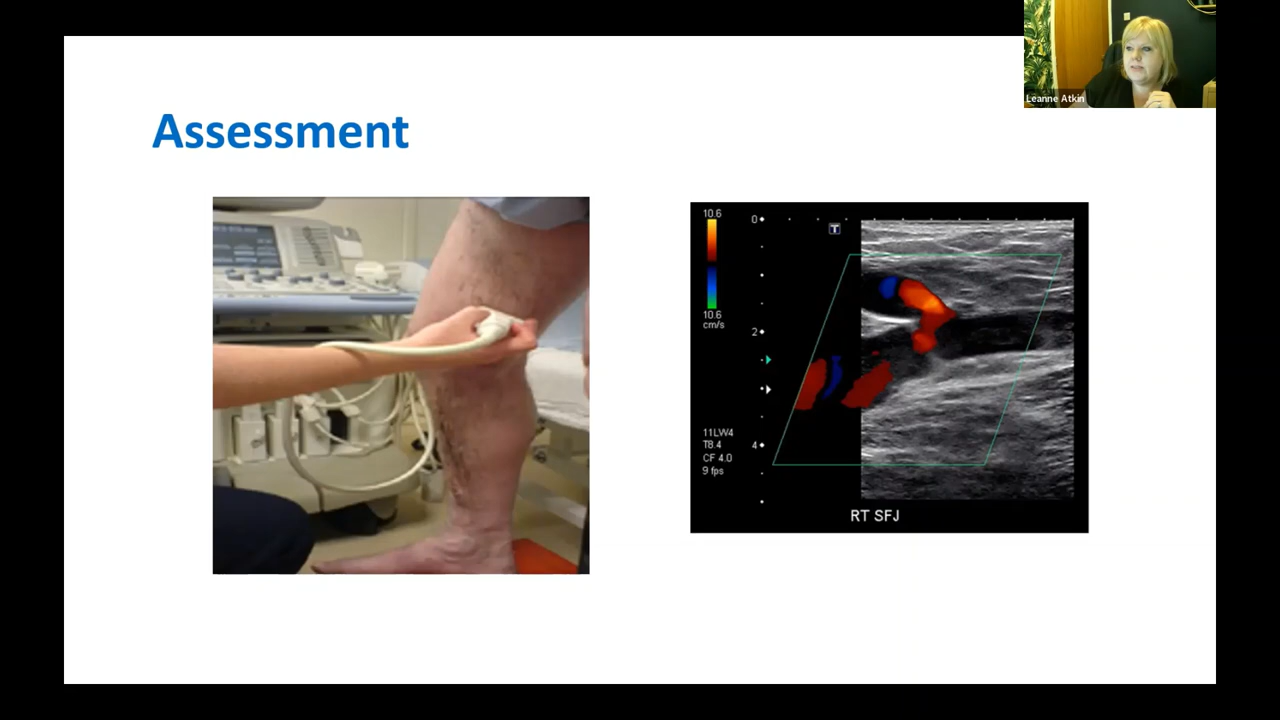 Leanne Atkin
Assessment
10.6
10.6
cm/s
0
T
2
4
11LW4
T8.4
CF 4.0
9 fps
RT SFJ